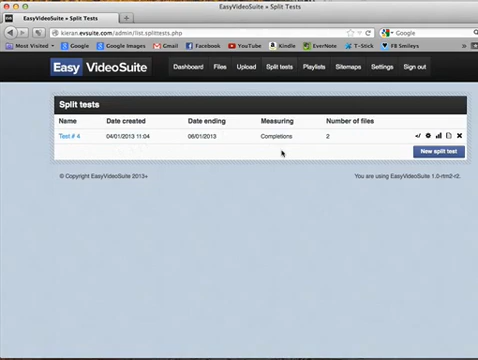 EasyVideoSuite » Split Tests
EasyVideoSuite » Split Tests
kieran.evsuite.com/admin/list.splittests.php
Google
Most Visited
Google
Google Images
Gmail
Facebook
YouTube
Kindle
EverNote
T-Stick
FB Smileys
Easy VideoSuite
Dashboard Files Upload Split tests Playlists Sitemaps Settings Sign out
Split tests
Name Date created Date ending Measuring Number of files
Test # 4 04/01/2013 11:04 06/01/2013 Completions 2
New split test
© Copyright EasyVideoSuite 2013+
You are using EasyVideoSuite 1.0-rtm2-r2.